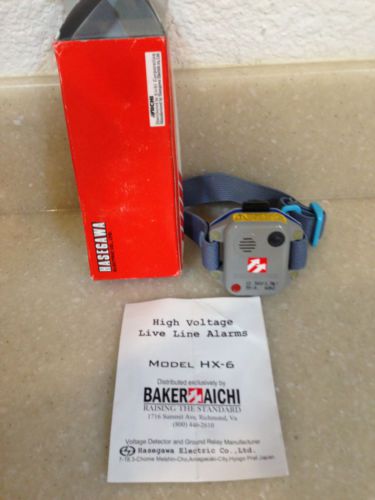 HASEGAWA
AICHI
High Voltage
Live Line Alarms
MODEL HX-6
Distributed exclusively by
BAKER AICHI
RAISING THE STANDARD
1716 Summit Ave, Richmond, VA
(800) 446-2610
Voltage Detector and Ground Relay Manufacturer
Hasegawa Electric Co.,Ltd.